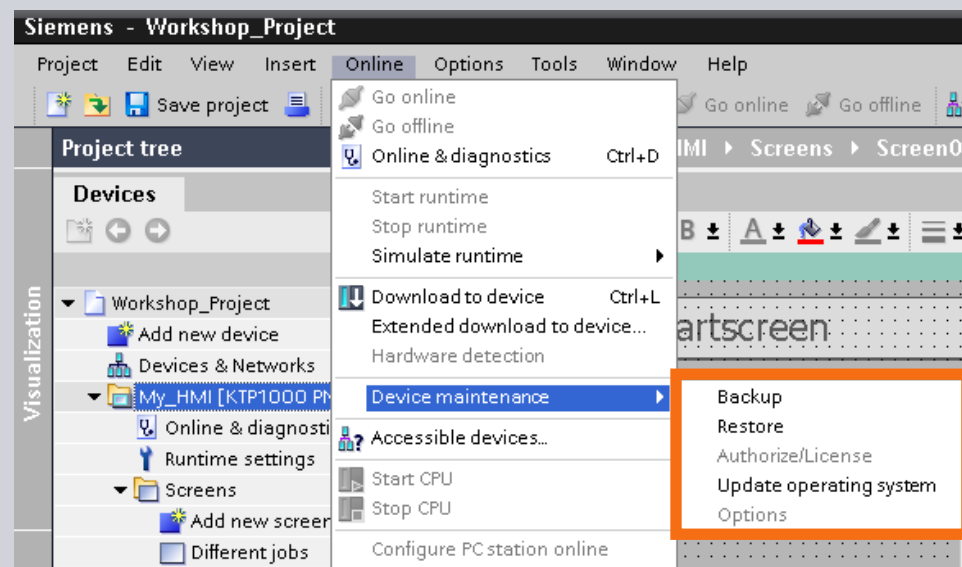 Siemens - Workshop_Project
Project Edit View Insert Online Options Tools Window Help
Save project Go online Go offline
Project tree
HMI Screens
Devices
B A
Visualization
Workshop_Project
Add new device
Devices & Networks
My_HMI [KTP1000 PN
Online & diagnosti
Runtime settings
Screens
Add new screen
Different jobs
Go online
Go offline
Online & diagnostics Ctrl+D
Start runtime
Stop runtime
Simulate runtime
Download to device Ctrl+L
Extended download to device...
Hardware detection
Device maintenance
Accessible devices...
Start CPU
Stop CPU
Configure PC station online
artscreen
Backup
Restore
Authorize/License
Update operating system
Options